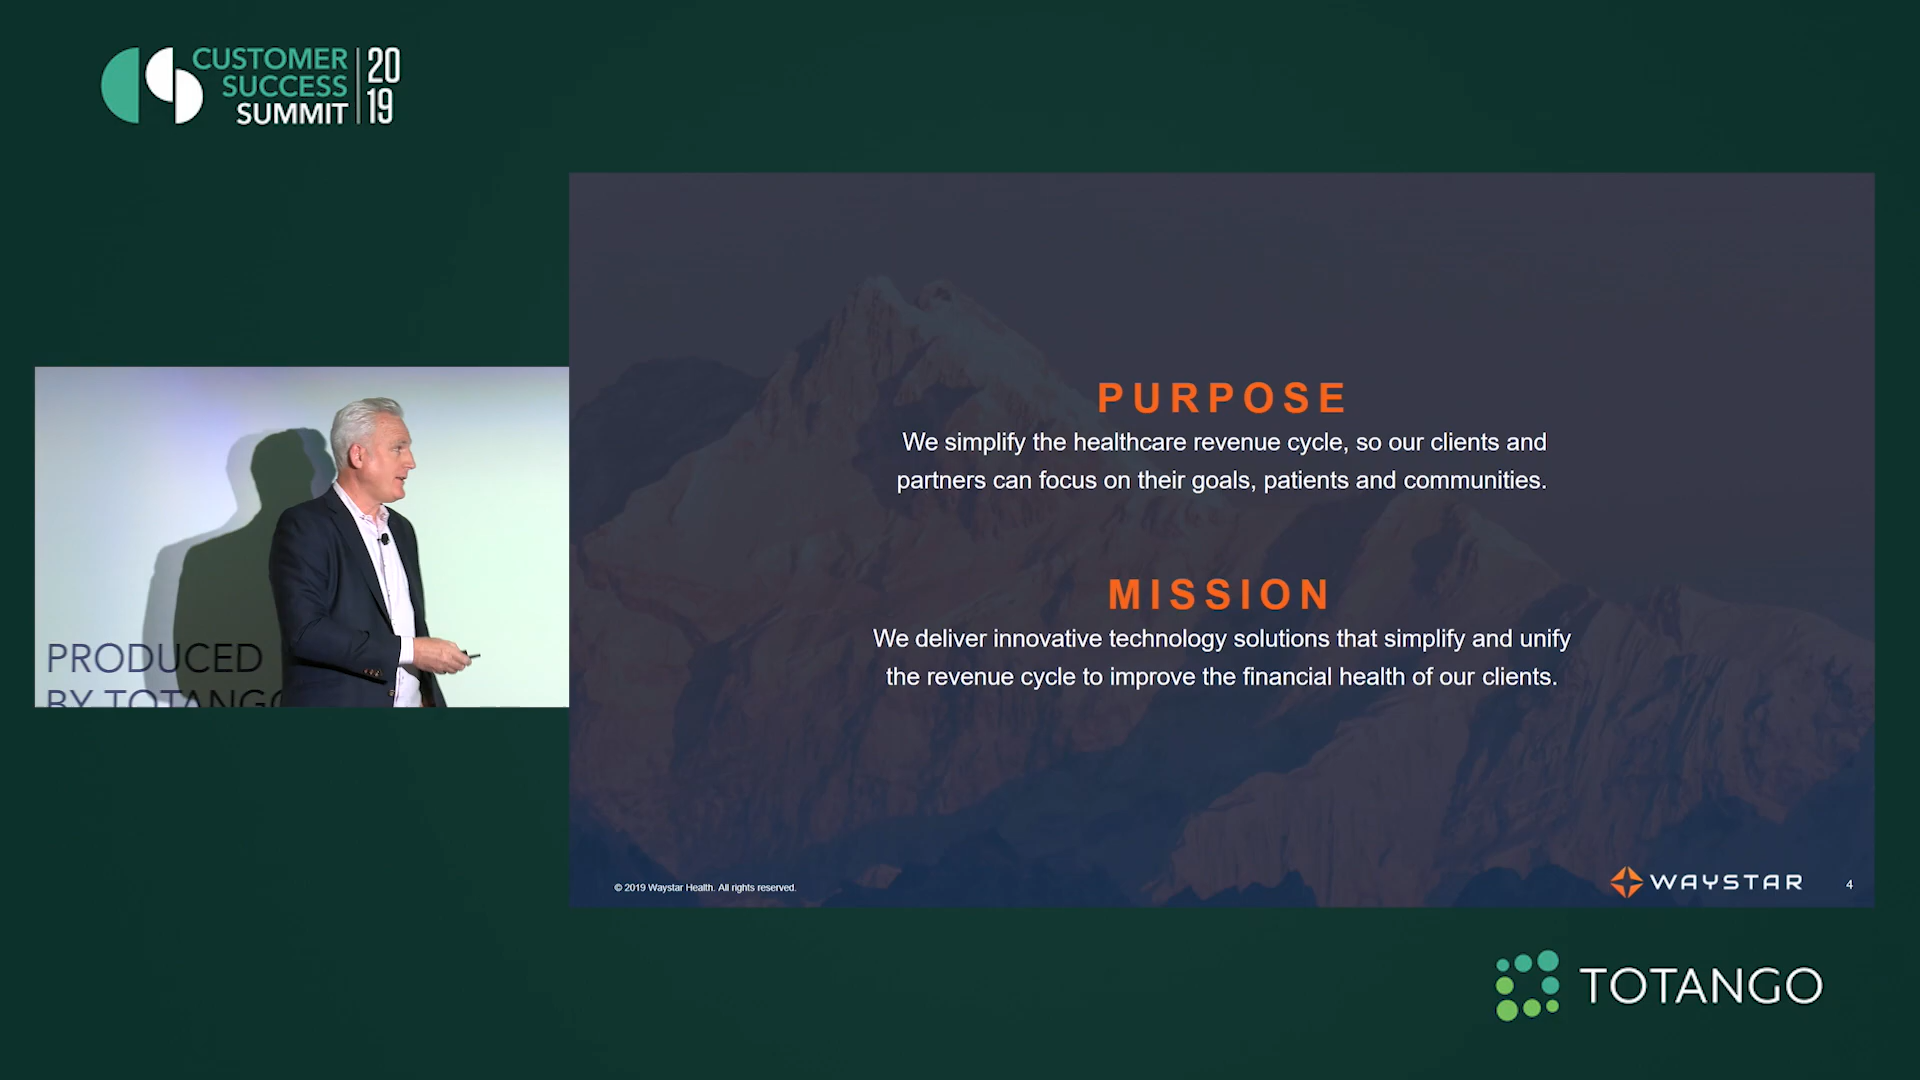 CUSTOMER
SUCCESS
SUMMIT
20
19
PURPOSE
We simplify the healthcare revenue cycle, so our clients and
partners can focus on their goals, patients and communities.
MISSION
We deliver innovative technology solutions that simplify and unify
the revenue cycle to improve the financial health of our clients.
PRODUCED
BY TOTANGO
© 2019 Waystar Health. All rights reserved.
WAYSTAR
4
TOTANGO